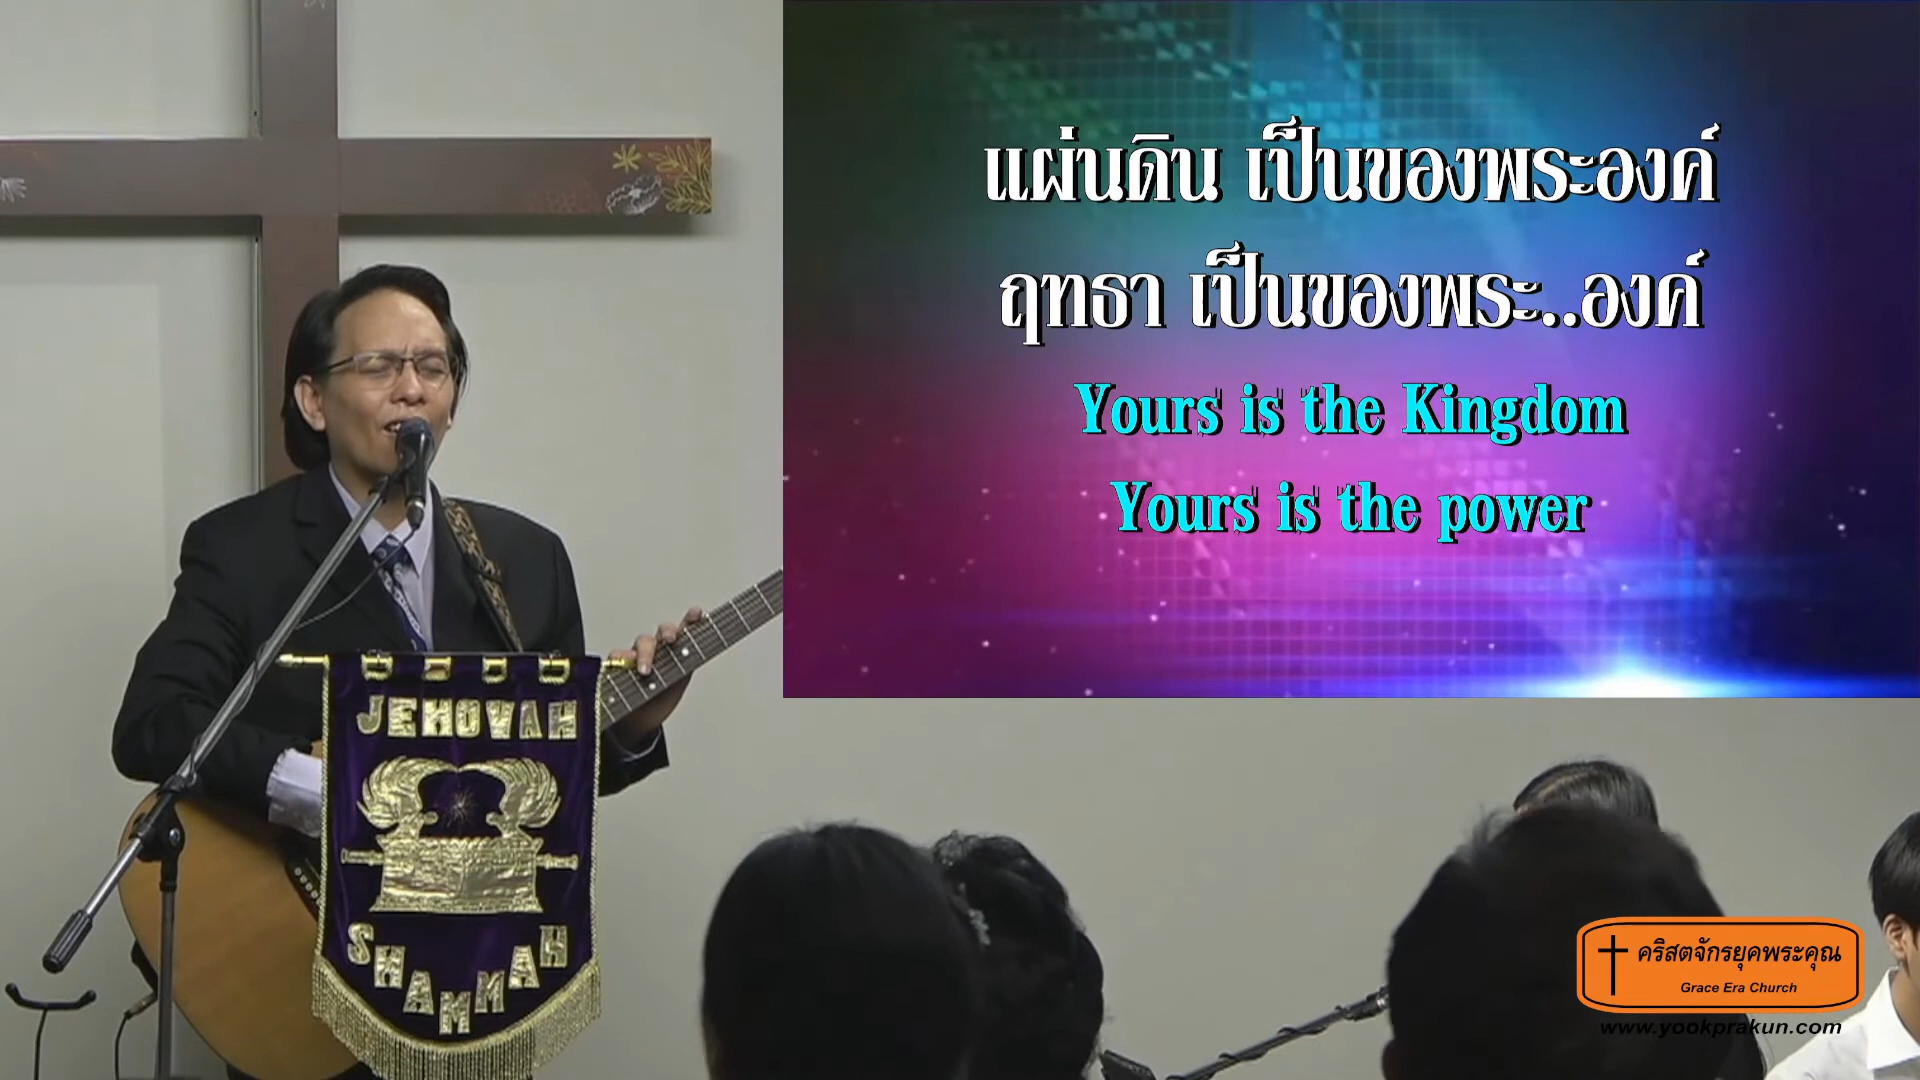 แผ่นดิน เป็นของพระองค์
ฤทธา เป็นของพระ..องค์
Yours is the Kingdom
Yours is the power
JEHOVAH
SHAMMAH
คริสตจักรยุคพระคุณ
Grace Era Church
www.yookprakun.com